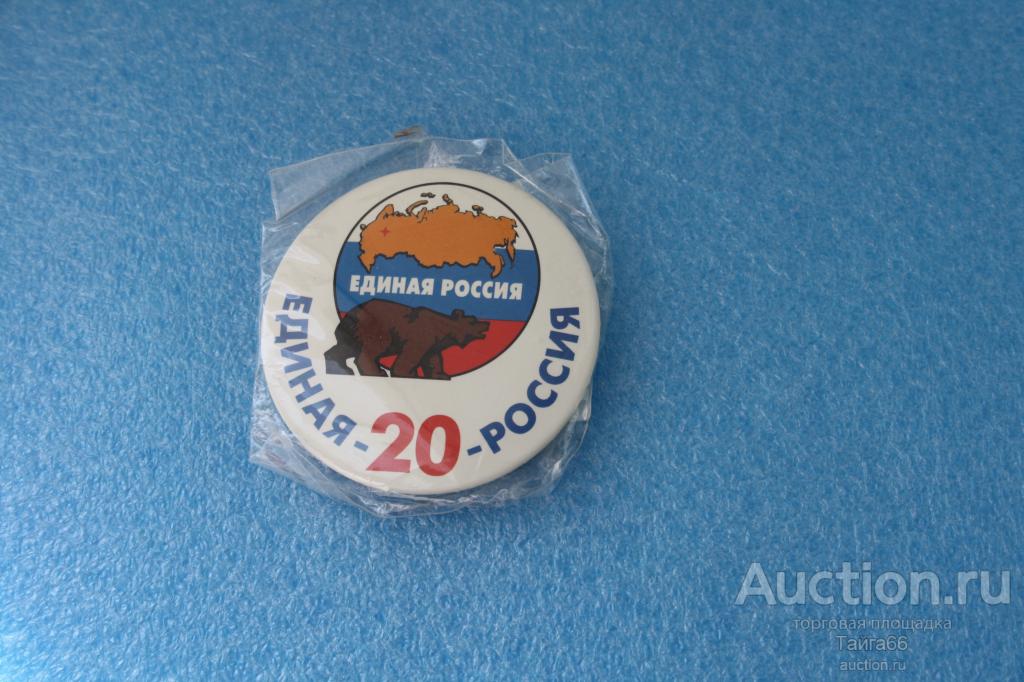 ЕДИНАЯ РОССИЯ
ЕДИНАЯ-20-РОССИЯ
Auction.ru
торговая площадка
Тайга66
auction.ru